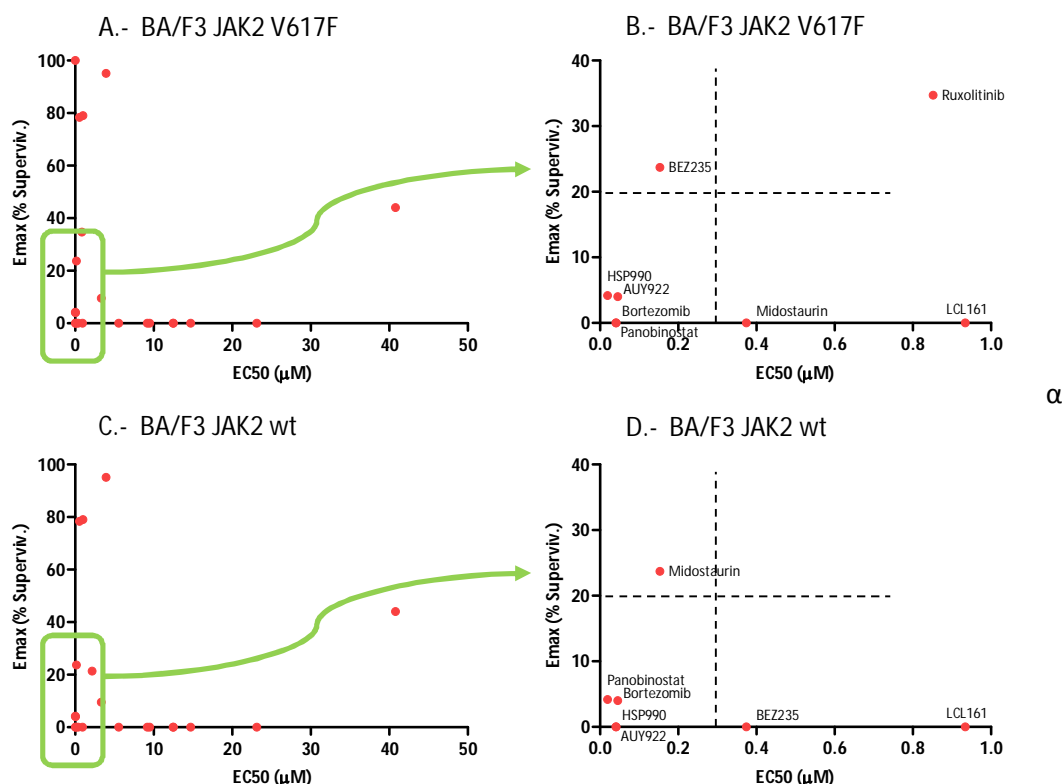 A.- BA/F3 JAK2 V617F
Emax (% Superviv.)
100
80
60
40
20
0
0 10 20 30 40 50
EC50 (µM)
B.- BA/F3 JAK2 V617F
Emax (% Superviv.)
40
30
20
10
0
Ruxolitinib
BEZ235
HSP990
AUY922
Bortezomib
Panobinostat
Midostaurin
LCL161
0.0 0.2 0.4 0.6 0.8 1.0
EC50 (µM)
α
C.- BA/F3 JAK2 wt
Emax (% Superviv.)
100
80
60
40
20
0
0 10 20 30 40 50
EC50 (µM)
D.- BA/F3 JAK2 wt
Emax (% Superviv.)
40
30
20
10
0
Midostaurin
Panobinostat
Bortezomib
HSP990
AUY922
BEZ235
LCL161
0.0 0.2 0.4 0.6 0.8 1.0
EC50 (µM)